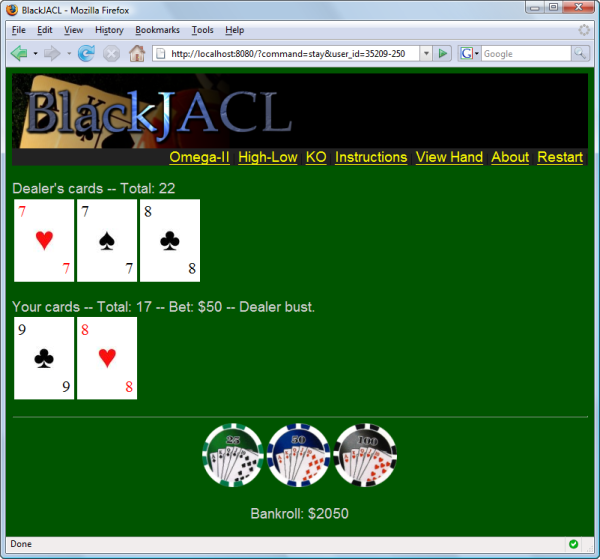 BlackJACL - Mozilla Firefox
File Edit View History Bookmarks Tools Help
http://localhost:8080/?command=stay&user_id=35209-250 Google
BlackJACL
Omega-II High-Low KO Instructions View Hand About Restart
Dealer's cards -- Total: 22
7 7 8
7 7 8
Your cards -- Total: 17 -- Bet: $50 -- Dealer bust.
9 8
9 8
25 50 100
Bankroll: $2050
Done